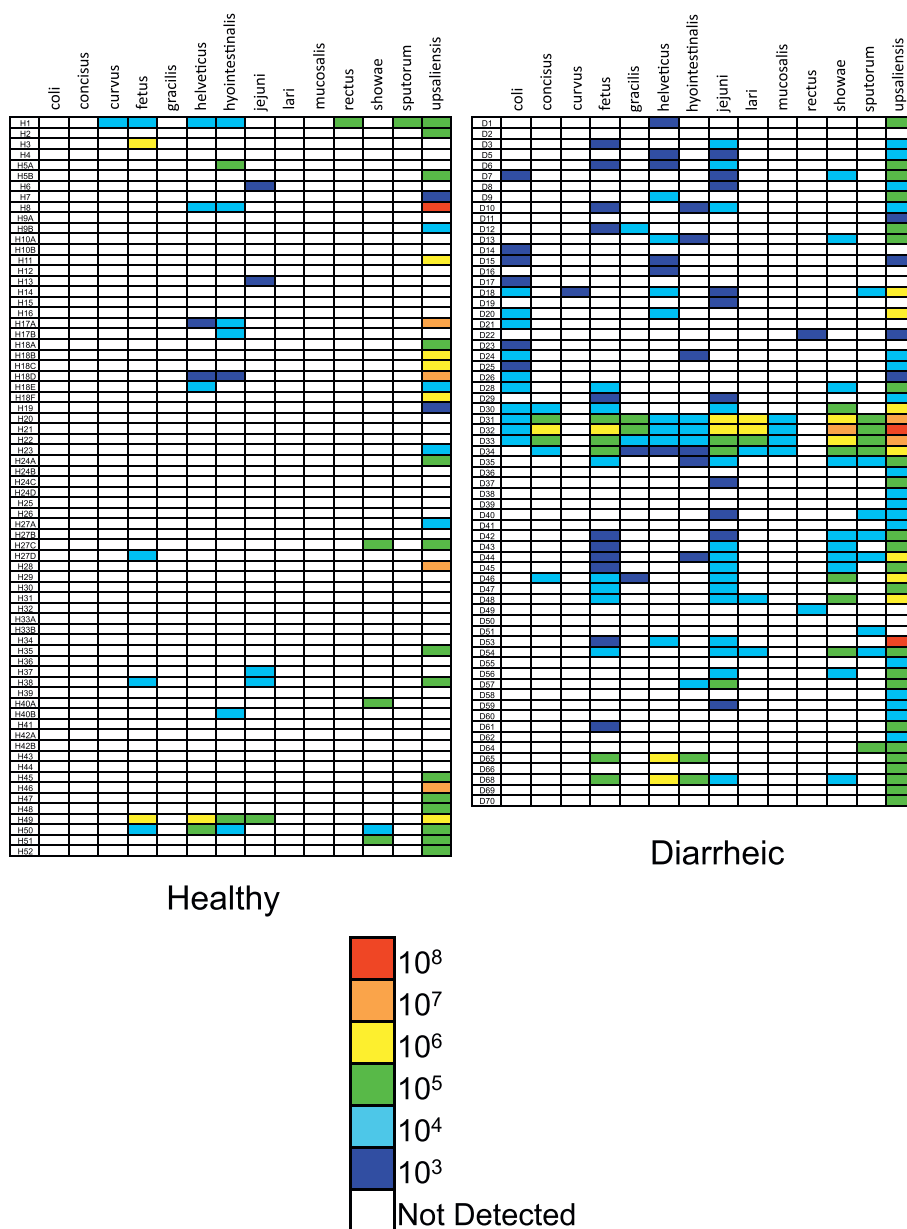 coli concisus curvus fetus gracilis helveticus hyointestinalis jejuni lari mucosalis rectus showae sputorum upsaliensis
coli concisus curvus fetus gracilis helveticus hyointestinalis jejuni lari mucosalis rectus showae sputorum upsaliensis
H1
H2
H3
H4
H5A
H5B
H6
H7
H8
H9A
H9B
H10A
H10B
H11
H12
H13
H14
H15
H16
H17A
H17B
H18A
H18B
H18C
H18D
H18E
H18F
H19
H20
H21
H22
H23
H24A
H24B
H24C
H24D
H25
H26
H27A
H27B
H27C
H27D
H28
H29
H30
H31
H32
H33A
H33B
H34
H35
H36
H37
H38
H39
H40A
H40B
H41
H42A
H42B
H43
H44
H45
H46
H47
H48
H49
H50
H51
H52
Healthy
D1
D2
D3
D5
D6
D7
D8
D9
D10
D11
D12
D13
D14
D15
D16
D17
D18
D19
D20
D21
D22
D23
D24
D25
D26
D28
D29
D30
D31
D32
D33
D34
D35
D36
D37
D38
D39
D40
D41
D42
D43
D44
D45
D46
D47
D48
D49
D50
D51
D53
D54
D55
D56
D57
D58
D59
D60
D61
D62
D64
D65
D66
D68
D69
D70
Diarrheic
10⁸
10⁷
10⁶
10⁵
10⁴
10³
Not Detected